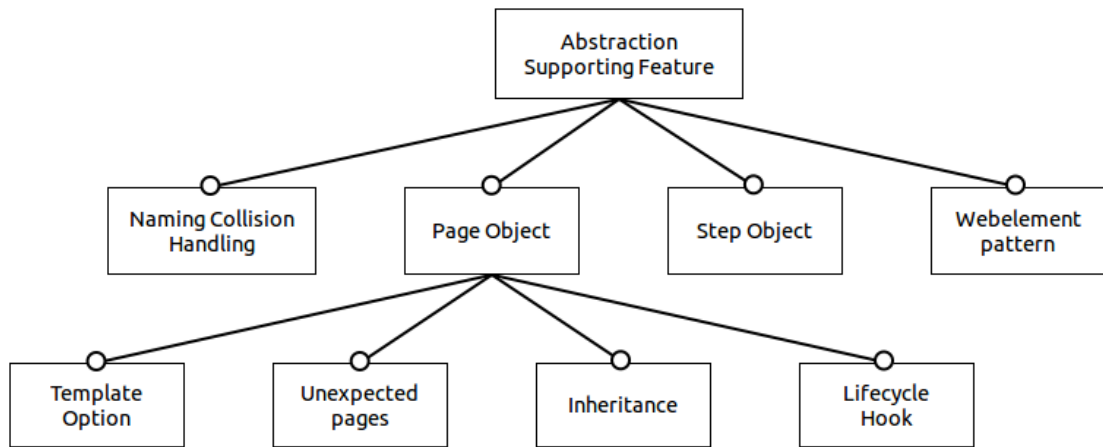 Abstraction
Supporting Feature
Naming Collision
Handling
Page Object
Step Object
Webelement
pattern
Template
Option
Unexpected
pages
Inheritance
Lifecycle
Hook